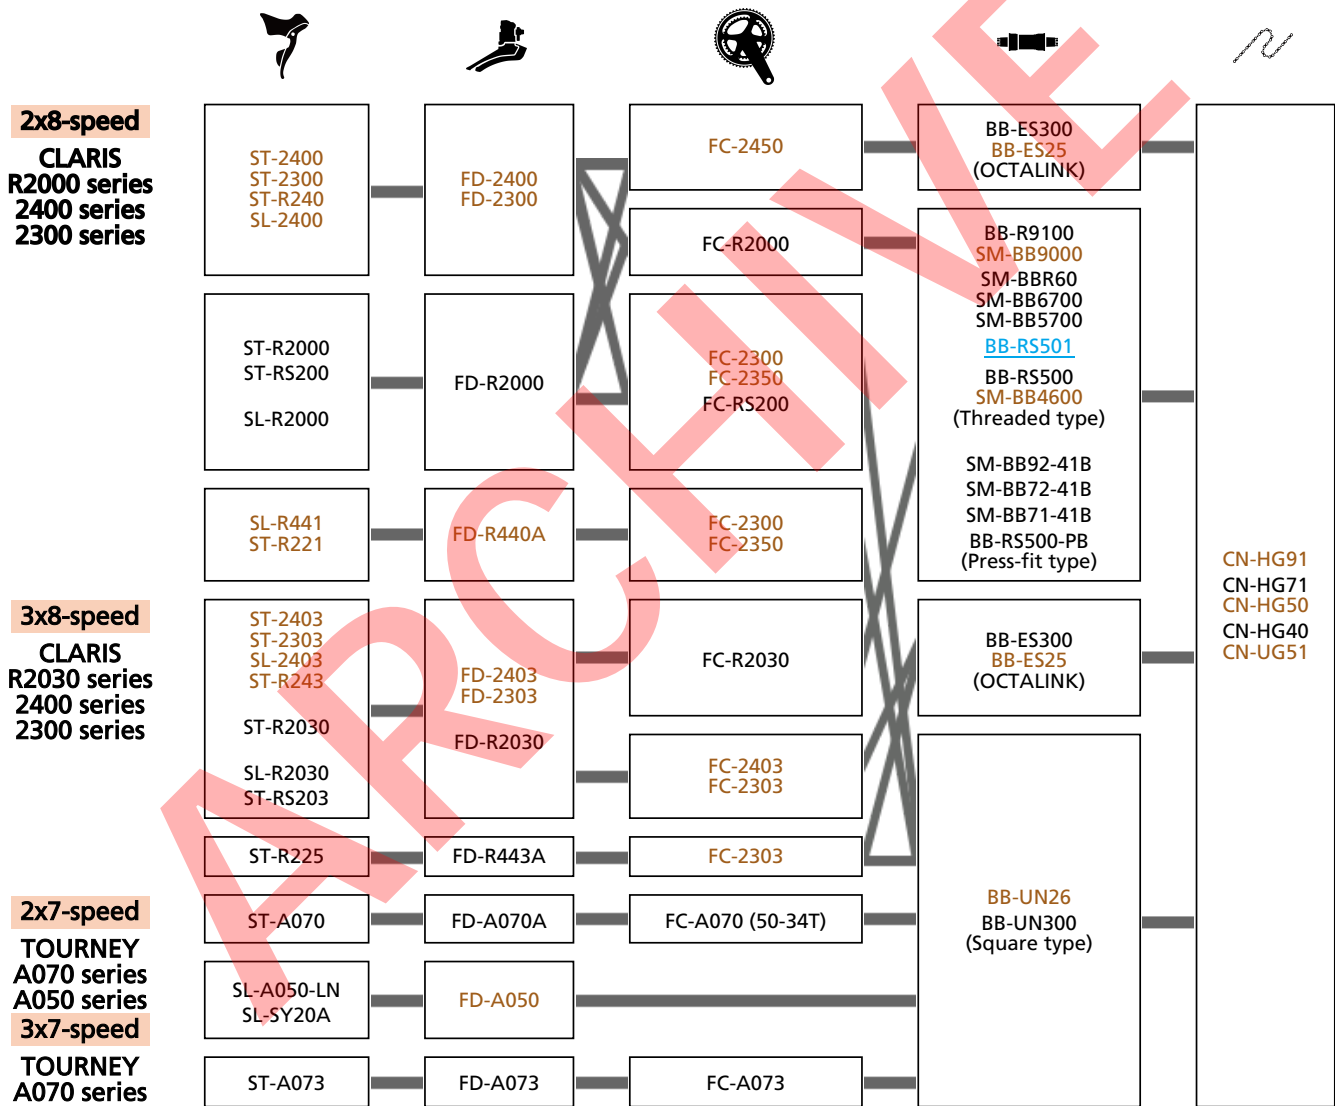 2x8-speed
CLARIS
R2000 series
2400 series
2300 series
ST-2400
ST-2300
ST-R240
SL-2400
FD-2400
FD-2300
FC-2450
BB-ES300
BB-ES25
(OCTALINK)
FC-R2000
BB-R9100
SM-BB9000
SM-BBR60
SM-BB6700
SM-BB5700
BB-RS501
BB-RS500
SM-BB4600
(Threaded type)
SM-BB92-41B
SM-BB72-41B
SM-BB71-41B
BB-RS500-PB
(Press-fit type)
ST-R2000
ST-RS200
SL-R2000
FD-R2000
FC-2300
FC-2350
FC-RS200
SL-R441
ST-R221
FD-R440A
FC-2300
FC-2350
CN-HG91
CN-HG71
CN-HG50
CN-HG40
CN-UG51
3x8-speed
CLARIS
R2030 series
2400 series
2300 series
ST-2403
ST-2303
SL-2403
ST-R243
ST-R2030
SL-R2030
ST-RS203
FD-2403
FD-2303
FD-R2030
FC-R2030
BB-ES300
BB-ES25
(OCTALINK)
FC-2403
FC-2303
ST-R225
FD-R443A
FC-2303
BB-UN26
BB-UN300
(Square type)
2x7-speed
TOURNEY
A070 series
A050 series
ST-A070
FD-A070A
FC-A070 (50-34T)
SL-A050-LN
SL-SY20A
FD-A050
3x7-speed
TOURNEY
A070 series
ST-A073
FD-A073
FC-A073
ARCHIVE